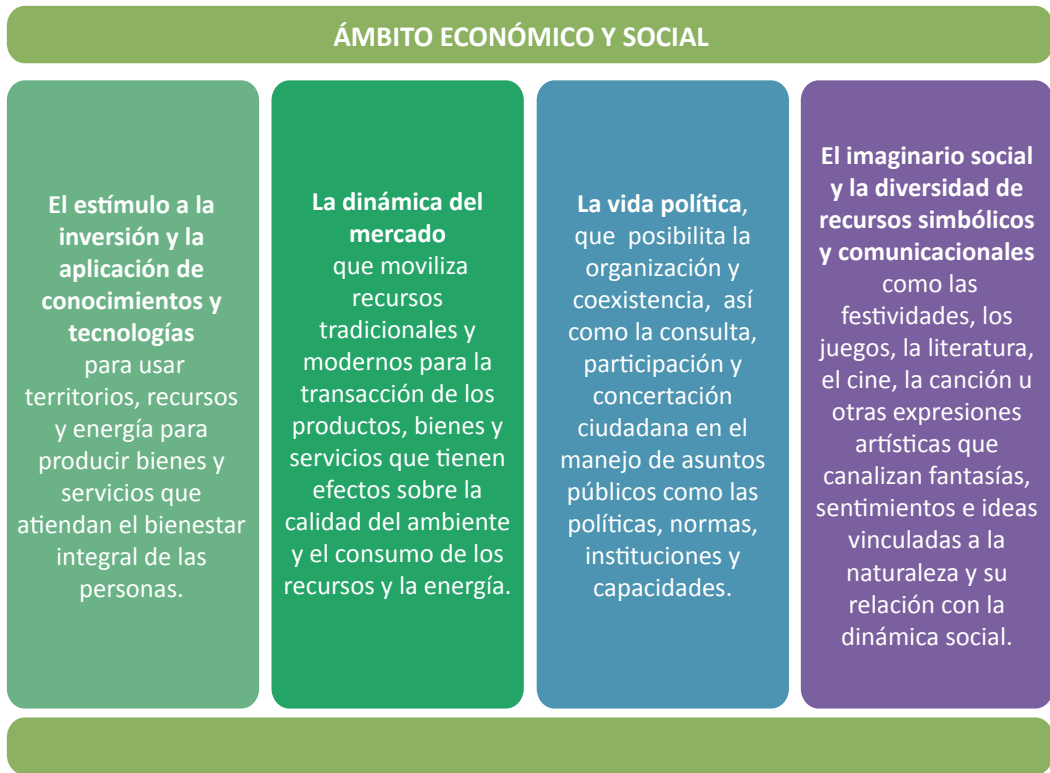 ÁMBITO ECONÓMICO Y SOCIAL
El estímulo a la
inversión y la
aplicación de
conocimientos y
tecnologías
para usar
territorios, recursos
y energía para
producir bienes y
servicios que
atiendan el bienestar
integral de las
personas.
La dinámica del
mercado
que moviliza
recursos
tradicionales y
modernos para la
transacción de los
productos, bienes y
servicios que tienen
efectos sobre la
calidad del ambiente
y el consumo de los
recursos y la energía.
La vida política,
que posibilita la
organización y
coexistencia, así
como la consulta,
participación y
concertación
ciudadana en el
manejo de asuntos
públicos como las
políticas, normas,
instituciones y
capacidades.
El imaginario social
y la diversidad de
recursos simbólicos
y comunicacionales
como las
festividades, los
juegos, la literatura,
el cine, la canción u
otras expresiones
artísticas que
canalizan fantasías,
sentimientos e ideas
vinculadas a la
naturaleza y su
relación con la
dinámica social.